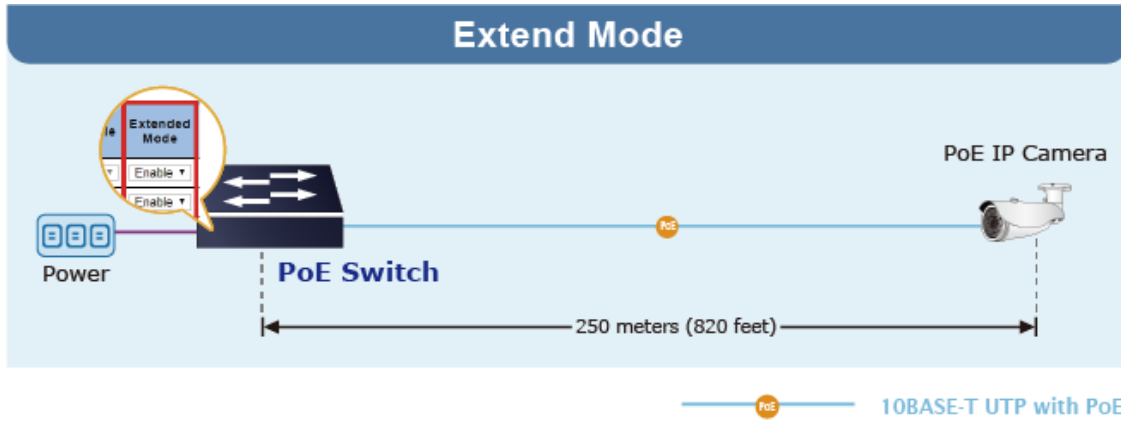 Extend Mode
le
Extended
Mode
Enable
Enable
PoE IP Camera
Power
PoE Switch
PoE
250 meters (820 feet)
PoE
10BASE-T UTP with PoE